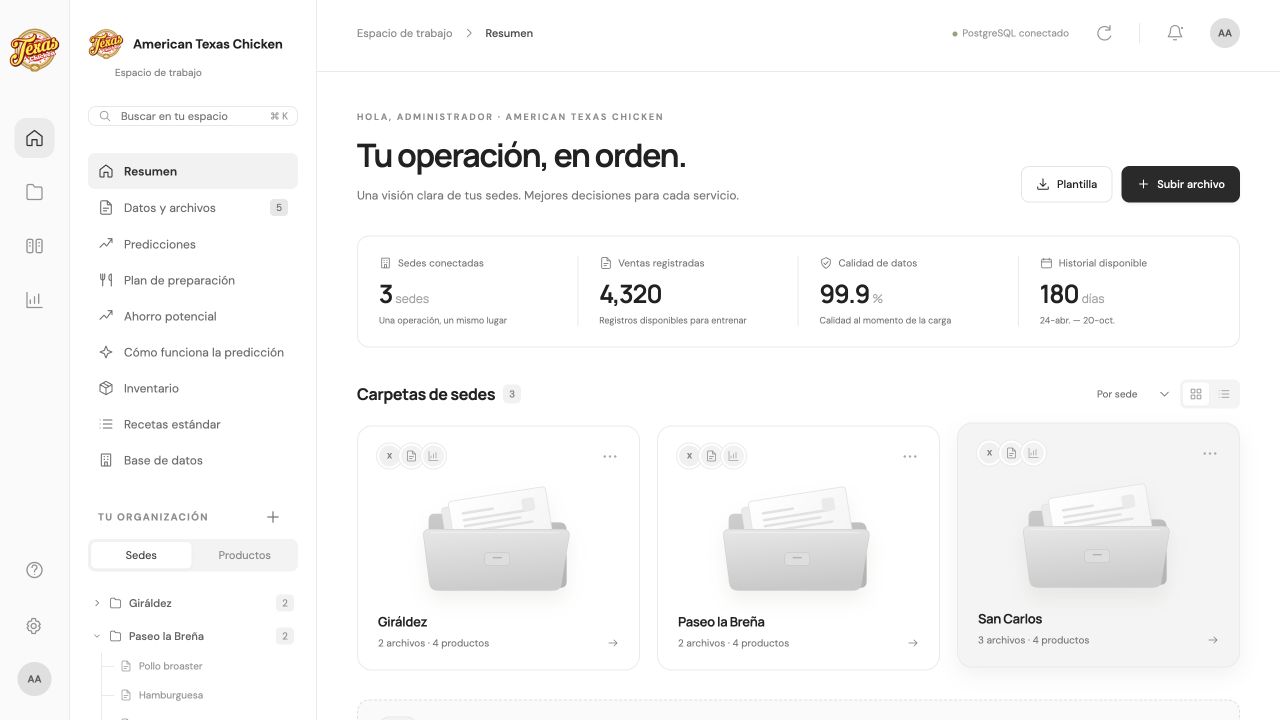 Texas
Texas
American Texas Chicken
Espacio de trabajo
Buscar en tu espacio
⌘ K
Resumen
Datos y archivos
5
Predicciones
Plan de preparación
Ahorro potencial
Cómo funciona la predicción
Inventario
Recetas estándar
Base de datos
TU ORGANIZACIÓN
Sedes
Productos
Giráldez
2
Paseo la Breña
2
Pollo broaster
Hamburguesa
AA
Espacio de trabajo
Resumen
PostgreSQL conectado
AA
HOLA, ADMINISTRADOR · AMERICAN TEXAS CHICKEN
Tu operación, en orden.
Una visión clara de tus sedes. Mejores decisiones para cada servicio.
Plantilla
Subir archivo
Sedes conectadas
3 sedes
Una operación, un mismo lugar
Ventas registradas
4,320
Registros disponibles para entrenar
Calidad de datos
99.9 %
Calidad al momento de la carga
Historial disponible
180 días
24-abr. — 20-oct.
Carpetas de sedes
3
Por sede
X
Giráldez
2 archivos · 4 productos
X
Paseo la Breña
2 archivos · 4 productos
X
San Carlos
3 archivos · 4 productos